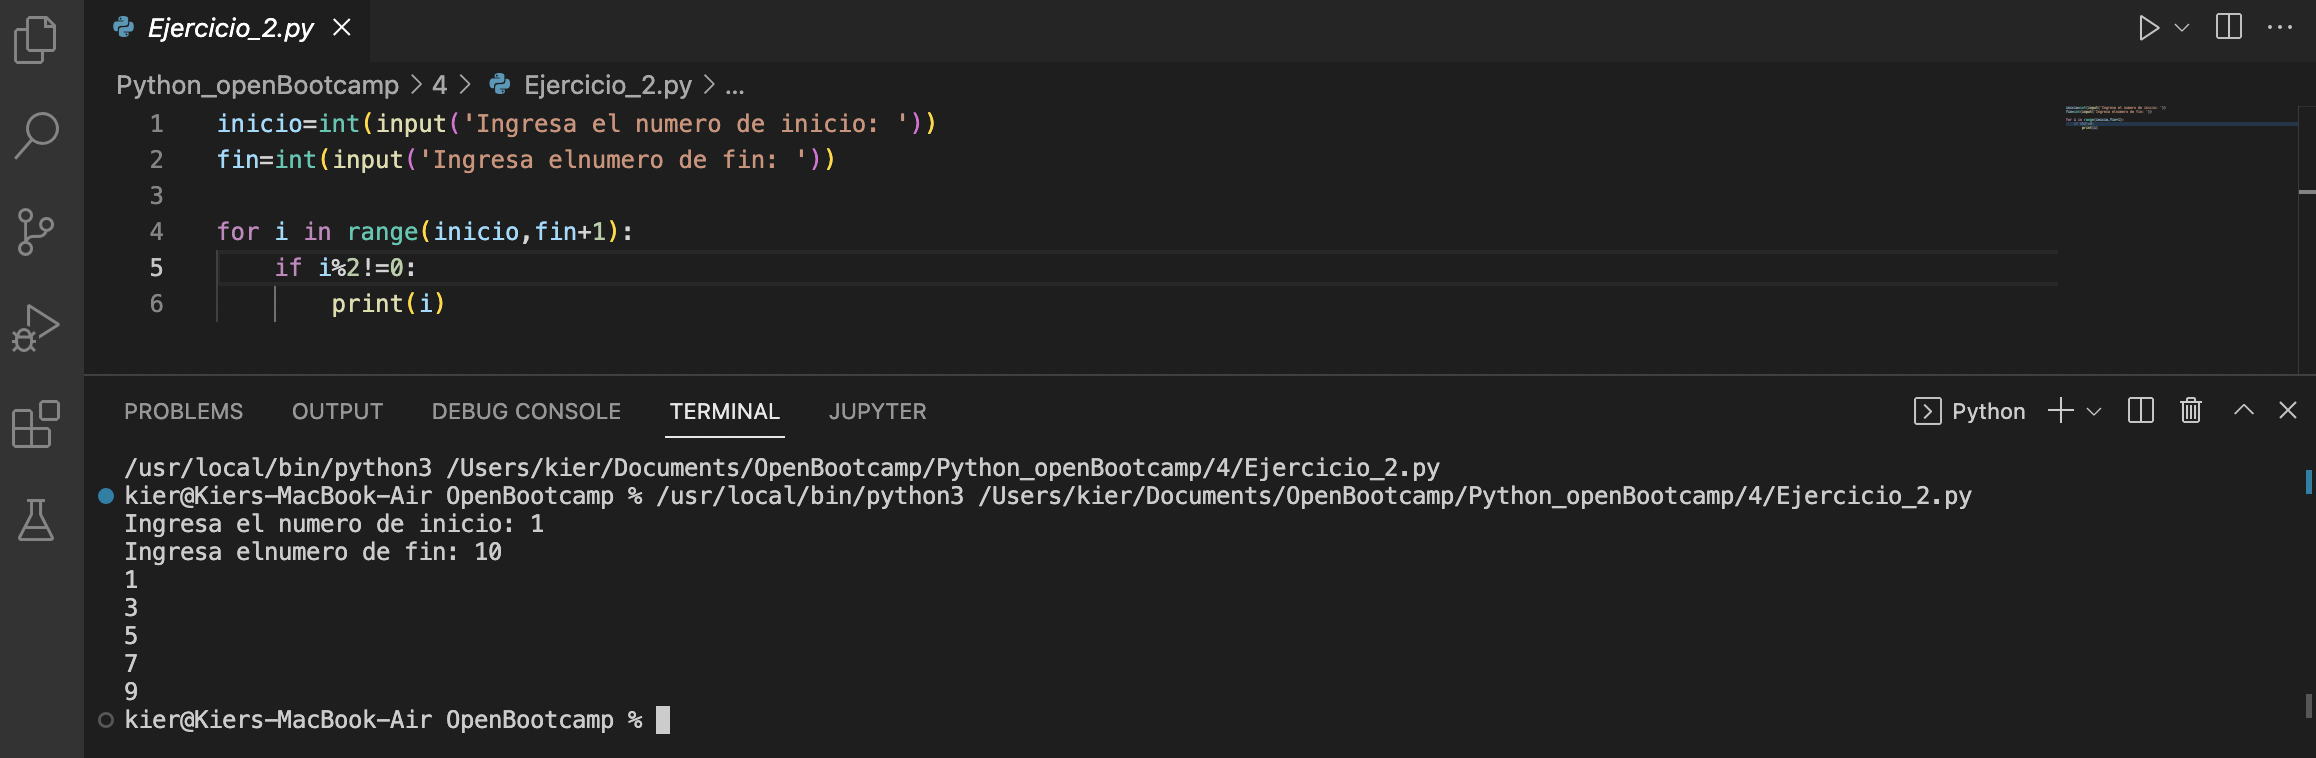 Ejercicio_2.py
Python_openBootcamp > 4 > Ejercicio_2.py > ...
1 inicio=int(input('Ingresa el numero de inicio: '))
2 fin=int(input('Ingresa elnumero de fin: '))
3
4 for i in range(inicio,fin+1):
5     if i%2!=0:
6         print(i)
PROBLEMS OUTPUT DEBUG CONSOLE TERMINAL JUPYTER Python
/usr/local/bin/python3 /Users/kier/Documents/OpenBootcamp/Python_openBootcamp/4/Ejercicio_2.py
kier@Kiers-MacBook-Air OpenBootcamp % /usr/local/bin/python3 /Users/kier/Documents/OpenBootcamp/Python_openBootcamp/4/Ejercicio_2.py
Ingresa el numero de inicio: 1
Ingresa elnumero de fin: 10
1
3
5
7
9
kier@Kiers-MacBook-Air OpenBootcamp %